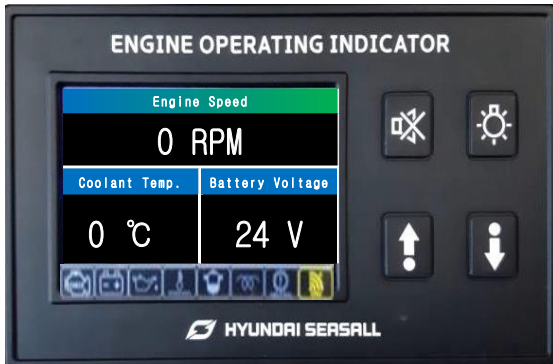 ENGINE OPERATING INDICATOR
Engine Speed
0 RPM
Coolant Temp. Battery Voltage
0 ℃ 24 V
HYUNDAI SEASALL